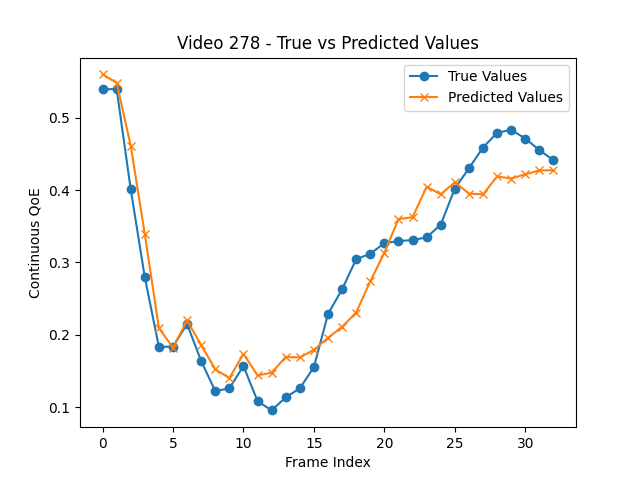 Video 278 - True vs Predicted Values
True Values
Predicted Values
0.5
0.4
0.3
0.2
0.1
Continuous QoE
0 5 10 15 20 25 30
Frame Index